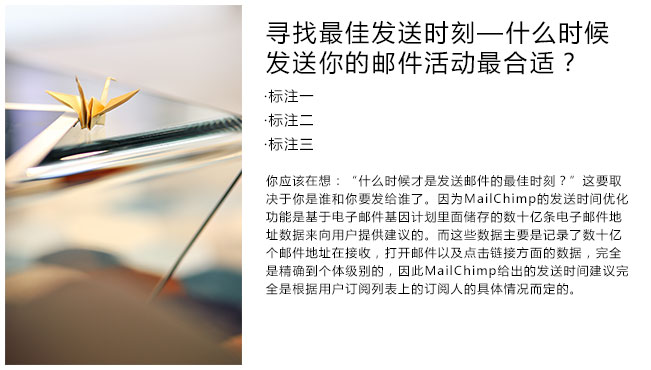 寻找最佳发送时刻—什么时候
发送你的邮件活动最合适？
·标注一
·标注二
·标注三
你应该在想：“什么时候才是发送邮件的最佳时刻？”这要取
决于你是谁和你要发给谁了。因为MailChimp的发送时间优化
功能是基于电子邮件基因计划里面储存的数十亿条电子邮件地
址数据来向用户提供建议的。而这些数据主要是记录了数十亿
个邮件地址在接收，打开邮件以及点击链接方面的数据，完全
是精确到个体级别的，因此MailChimp给出的发送时间建议完
全是根据用户订阅列表上的订阅人的具体情况而定的。